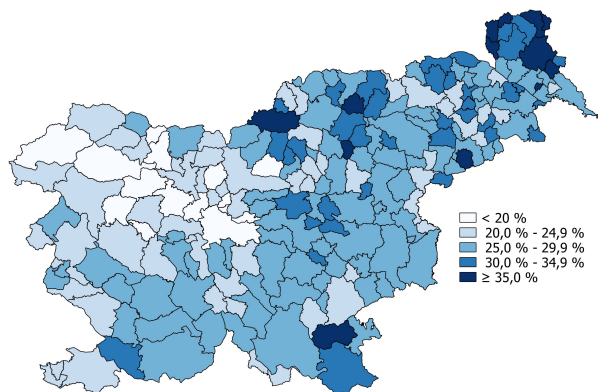 < 20 %
20,0 % - 24,9 %
25,0 % - 29,9 %
30,0 % - 34,9 %
≥ 35,0 %